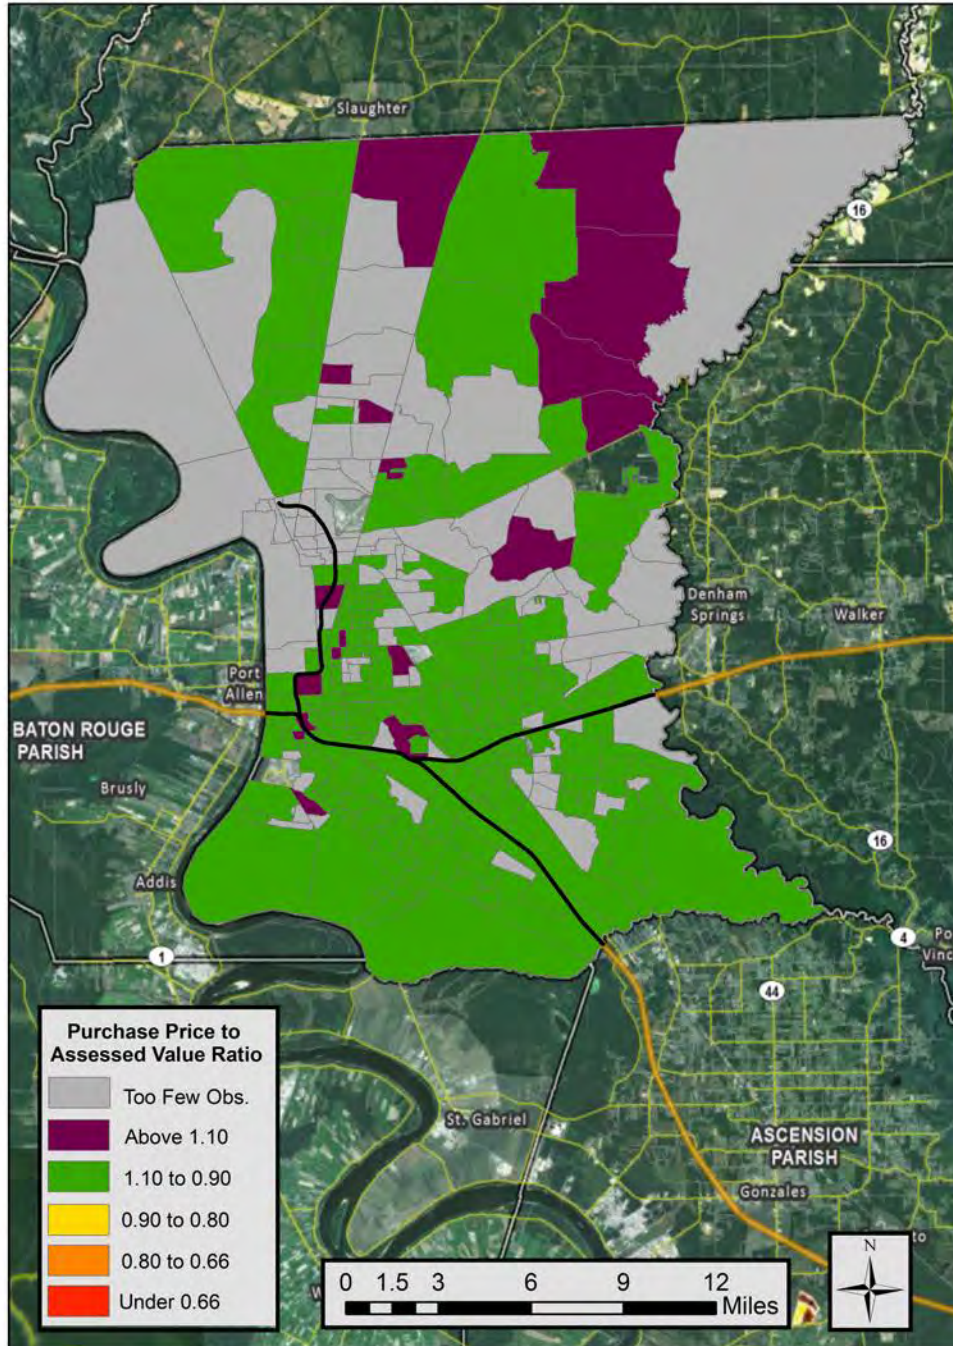 Slaughter
16
Denham
Springs
Walker
Port
Allen
BATON ROUGE
PARISH
Brusly
16
Addis
1
4
Po
Vinc
44
Purchase Price to
Assessed Value Ratio
Too Few Obs.
Above 1.10
1.10 to 0.90
0.90 to 0.80
0.80 to 0.66
Under 0.66
St. Gabriel
ASCENSION
PARISH
Gonzales
W
to
N
0 1.5 3 6 9 12
Miles